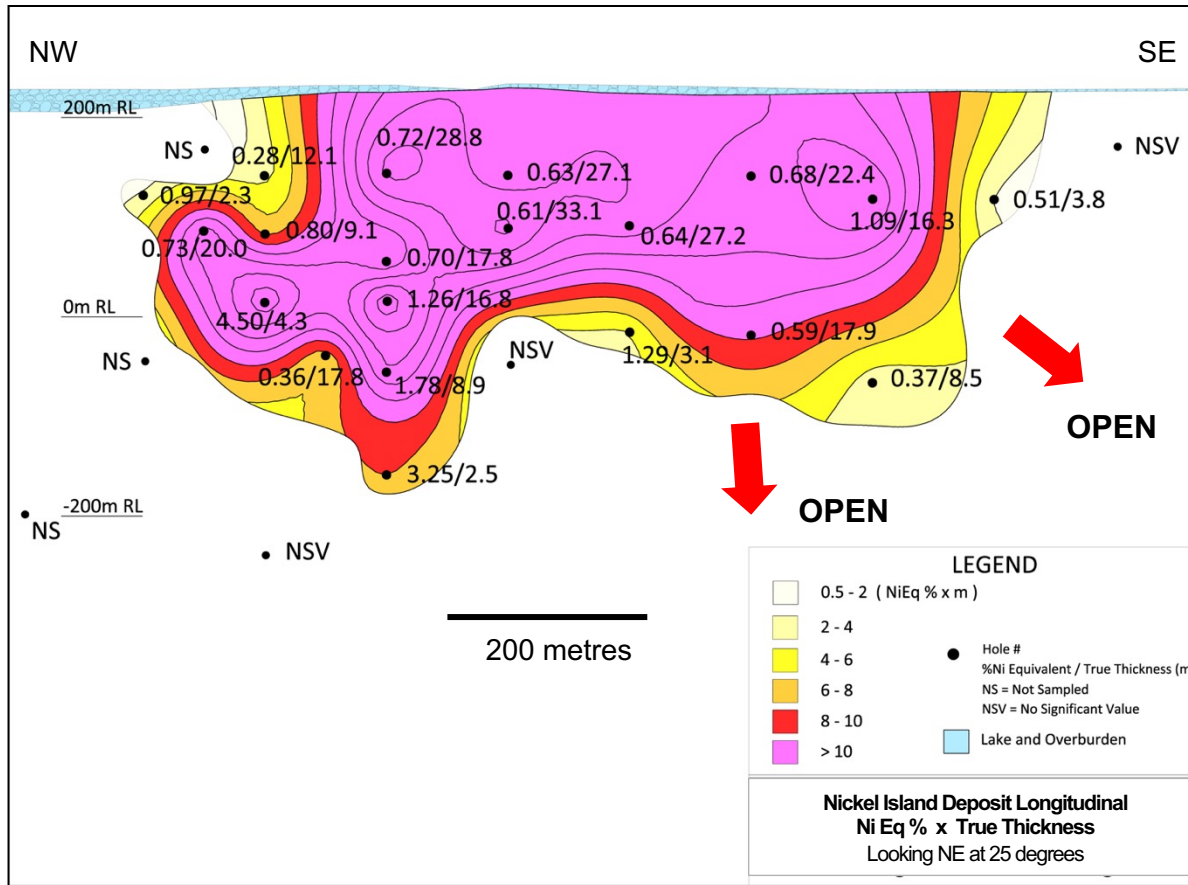 NW
SE
200m RL
NS
0.28/12.1
0.72/28.8
0.63/27.1
0.68/22.4
NSV
0.97/2.3
0.73/20.0
0.80/9.1
0.61/33.1
0.64/27.2
1.09/16.3
0.51/3.8
0.70/17.8
0m RL
4.50/4.3
1.26/16.8
NS
0.36/17.8
1.78/8.9
NSV
1.29/3.1
0.59/17.9
0.37/8.5
OPEN
3.25/2.5
OPEN
-200m RL
NS
NSV
200 metres
LEGEND
0.5 - 2 ( NiEq % x m )
2 - 4
4 - 6
6 - 8
8 - 10
> 10
Hole #
%Ni Equivalent / True Thickness (m
NS = Not Sampled
NSV = No Significant Value
Lake and Overburden
Nickel Island Deposit Longitudinal
Ni Eq % x True Thickness
Looking NE at 25 degrees